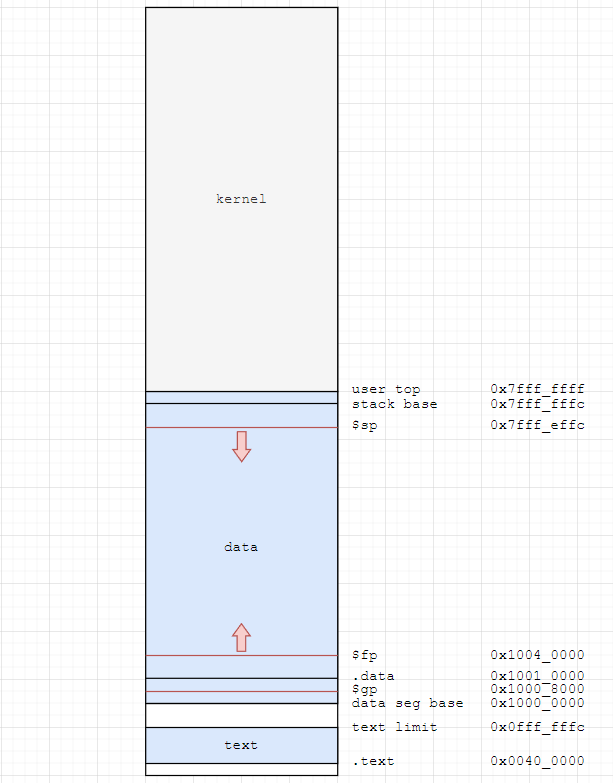 kernel
user top 0x7fff_ffff
stack base 0x7fff_fffc
$sp 0x7fff_effc
data
$fp 0x1004_0000
.data 0x1001_0000
$gp 0x1000_8000
data seg base 0x1000_0000
text limit 0x0fff_fffc
text
.text 0x0040_0000